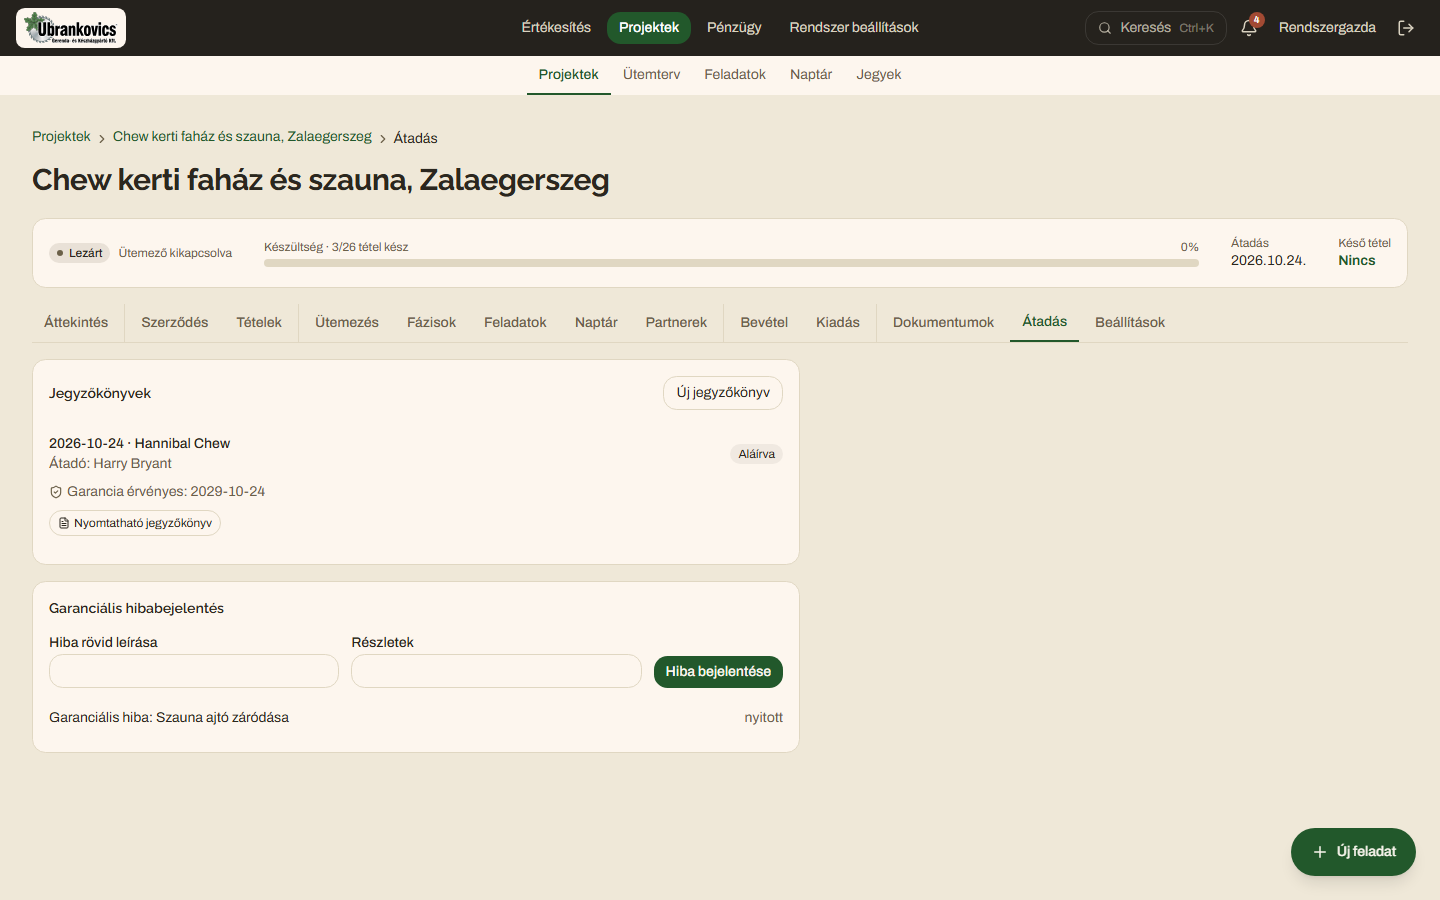 Ubrankovics
Gerenda- és Készházgyártó Kft.
Értékesítés
Projektek
Pénzügy
Rendszer beállítások
Keresés Ctrl+K
4
Rendszergazda
Projektek
Ütemterv
Feladatok
Naptár
Jegyek
Projektek > Chew kerti faház és szauna, Zalaegerszeg > Átadás
Chew kerti faház és szauna, Zalaegerszeg
Lezárt
Ütemező kikapcsolva
Készültség · 3/26 tétel kész
0%
Átadás
2026.10.24.
Késő tétel
Nincs
Áttekintés
Szerződés
Tételek
Ütemezés
Fázisok
Feladatok
Naptár
Partnerek
Bevétel
Kiadás
Dokumentumok
Átadás
Beállítások
Jegyzőkönyvek
Új jegyzőkönyv
2026-10-24 · Hannibal Chew
Átadó: Harry Bryant
Aláírva
Garancia érvényes: 2029-10-24
Nyomtatható jegyzőkönyv
Garanciális hibabejelentés
Hiba rövid leírása
Részletek
Hiba bejelentése
Garanciális hiba: Szauna ajtó záródása
nyitott
+ Új feladat